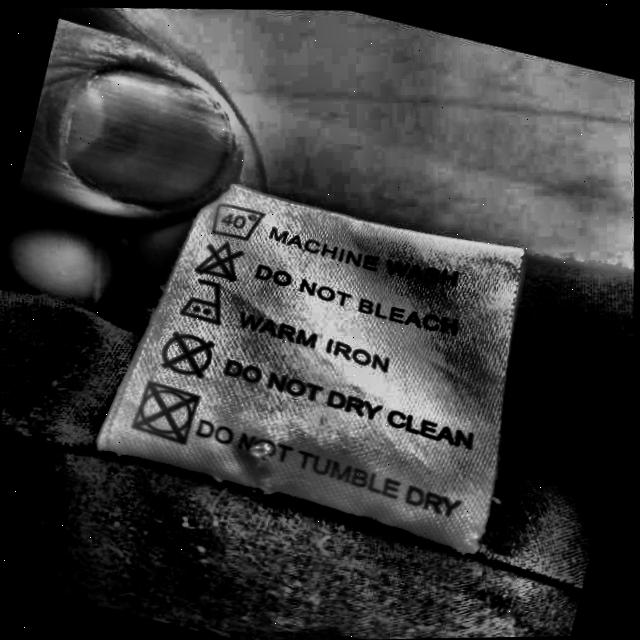 40° MACHINE WASH
DO NOT BLEACH
WARM IRON
DO NOT DRY CLEAN
DO NOT TUMBLE DRY